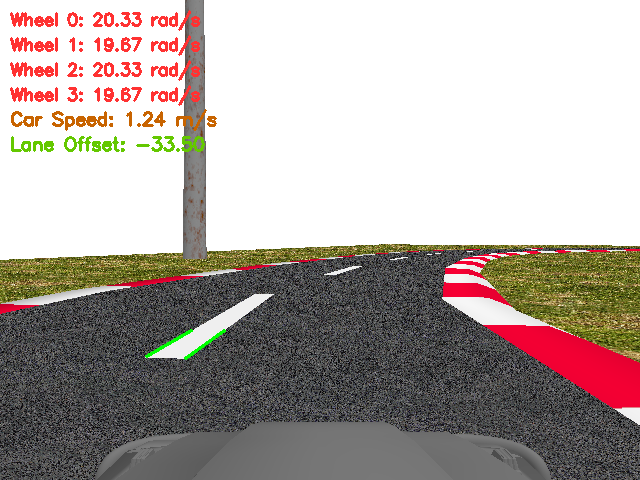 Wheel 0: 20.33 rad/s
Wheel 1: 19.67 rad/s
Wheel 2: 20.33 rad/s
Wheel 3: 19.67 rad/s
Car Speed: 1.24 m/s
Lane Offset: -33.50